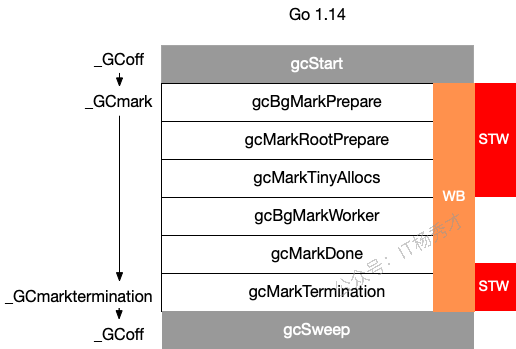 Go 1.14
_GCoff
gcStart
_GCmark
gcBgMarkPrepare
gcMarkRootPrepare
STW
gcMarkTinyAllocs
WB
gcBgMarkWorker
公众号：IT杨秀才
gcMarkDone
_GCmarktermination
gcMarkTermination
STW
_GCoff
gcSweep